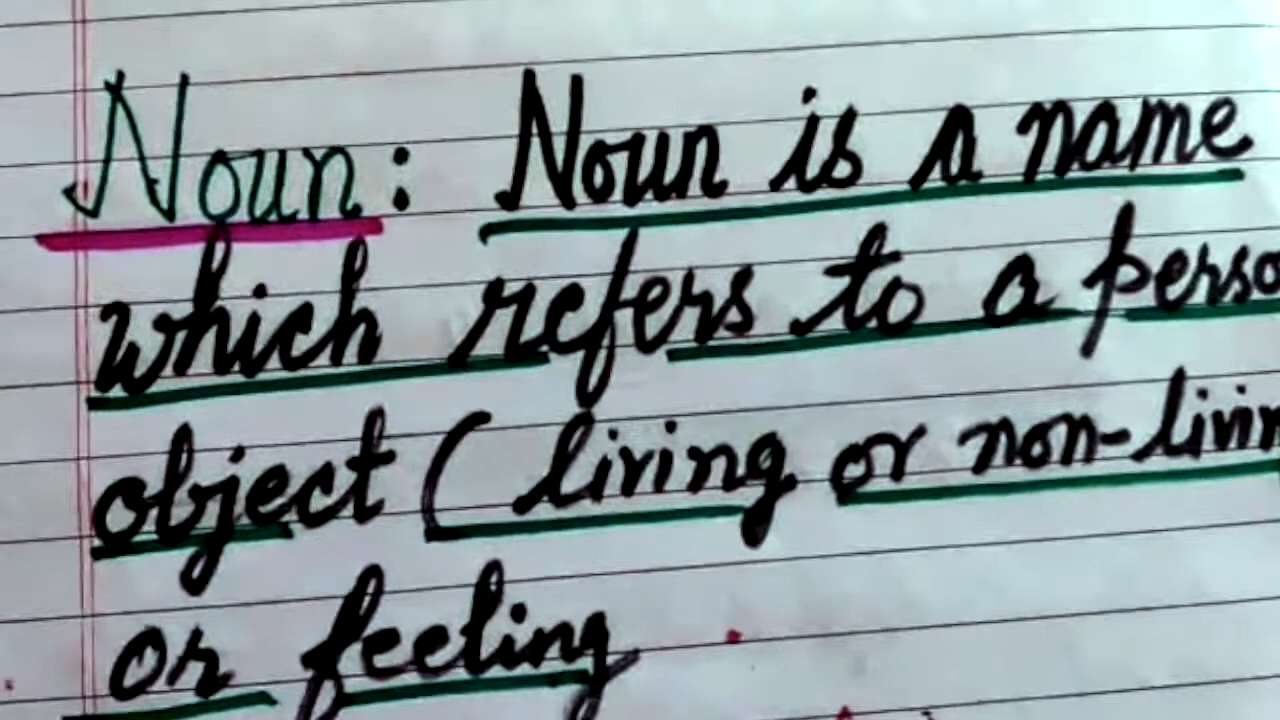 Noun: Noun is a name
which refers to a perso
object (living or non-livin
or feeling